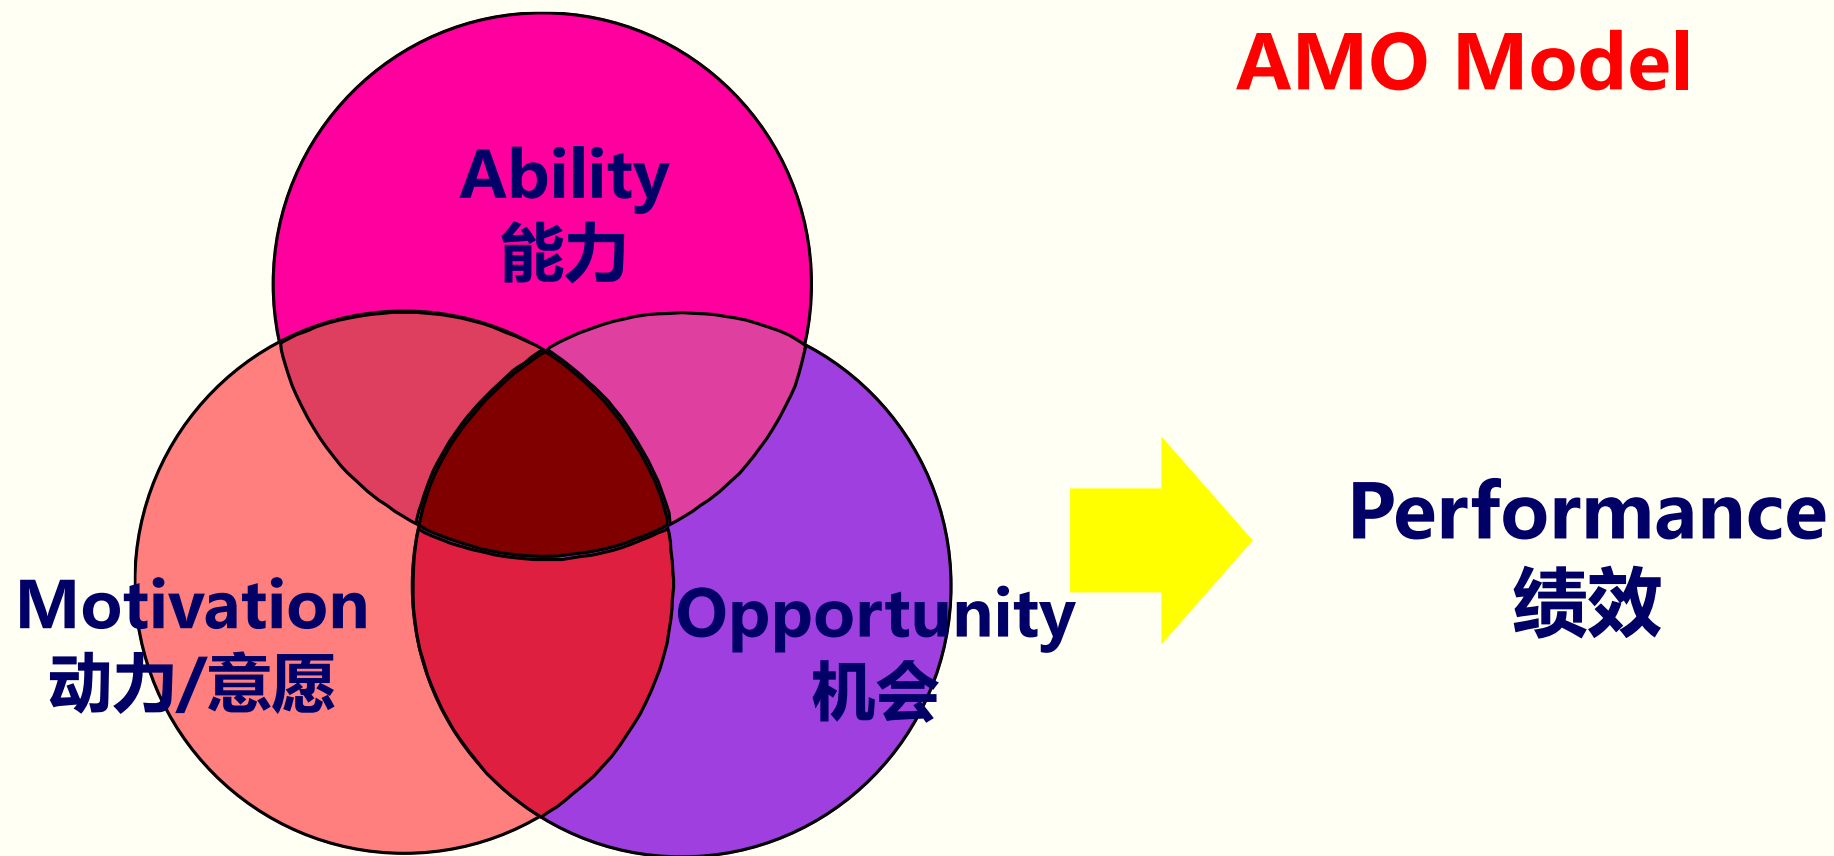 AMO Model
Ability
能力
Motivation
动力/意愿
Opportunity
机会
Performance
绩效